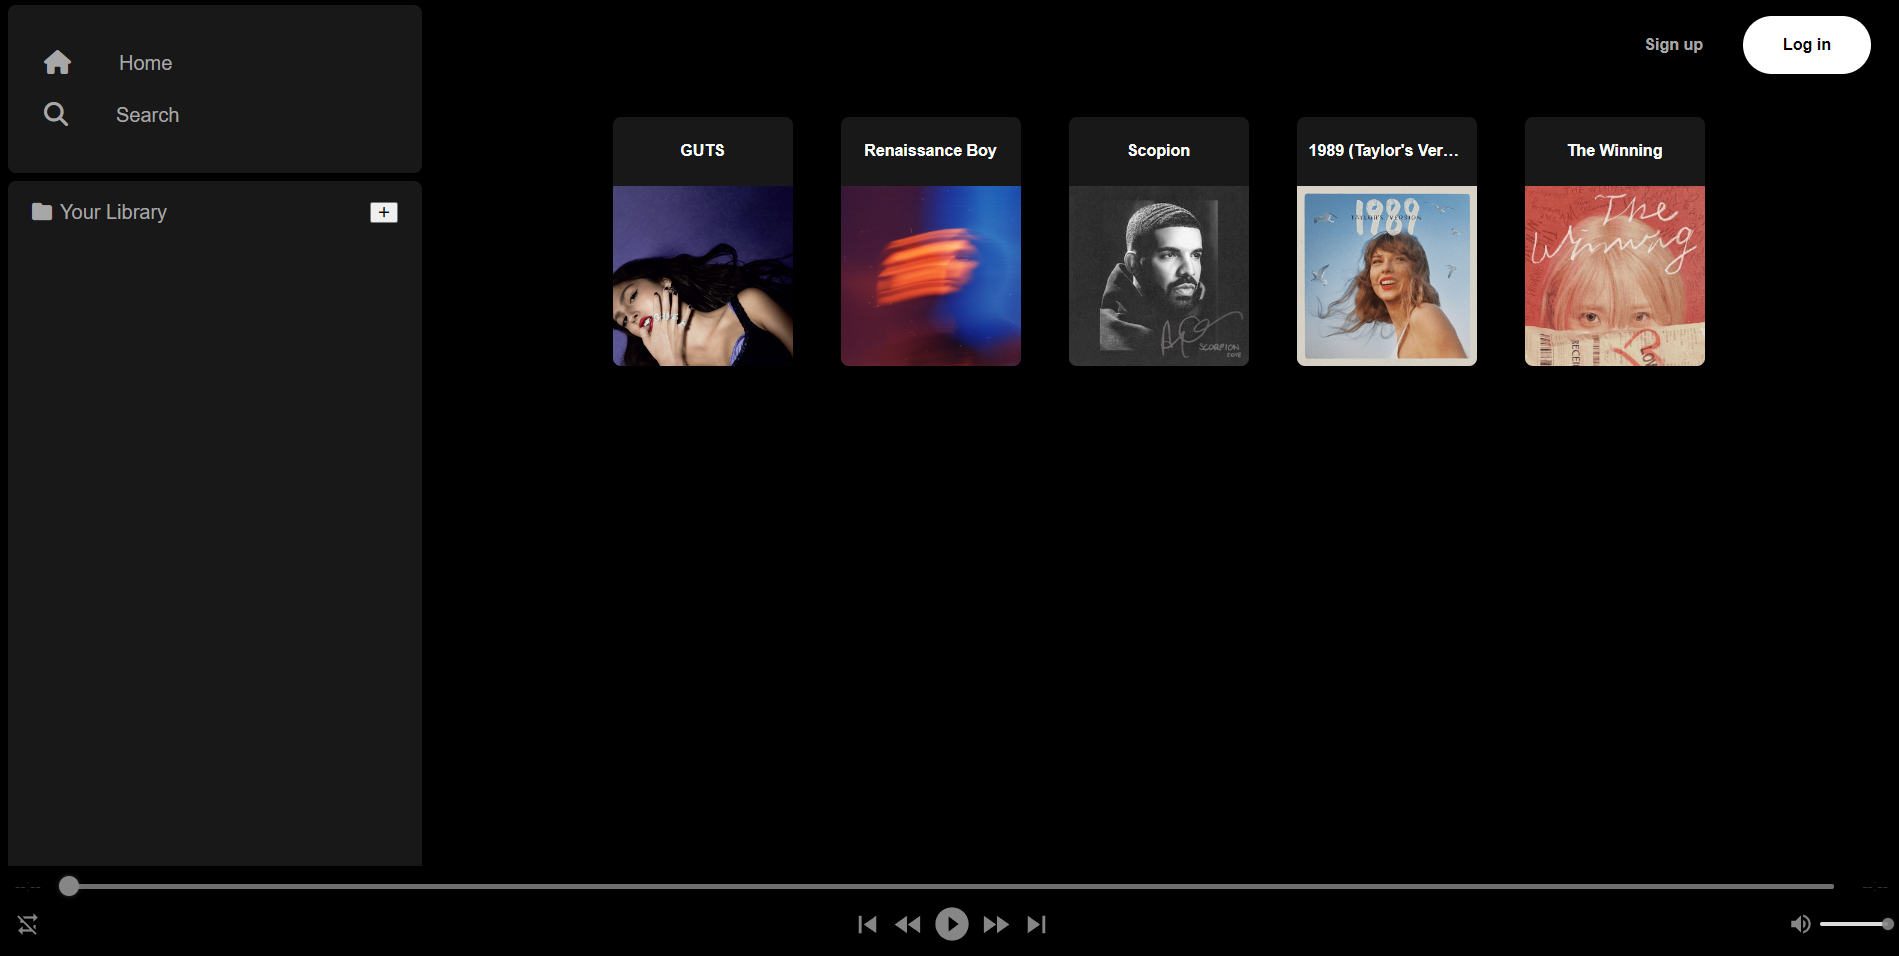 Home
Search
Your Library
+
Sign up
Log in
GUTS
Renaissance Boy
Scopion
1989 (Taylor's Ver...
The Winning
1989
TAYLOR'S VERSION
SCORPION
2018
The
Winning
--:--
--:--